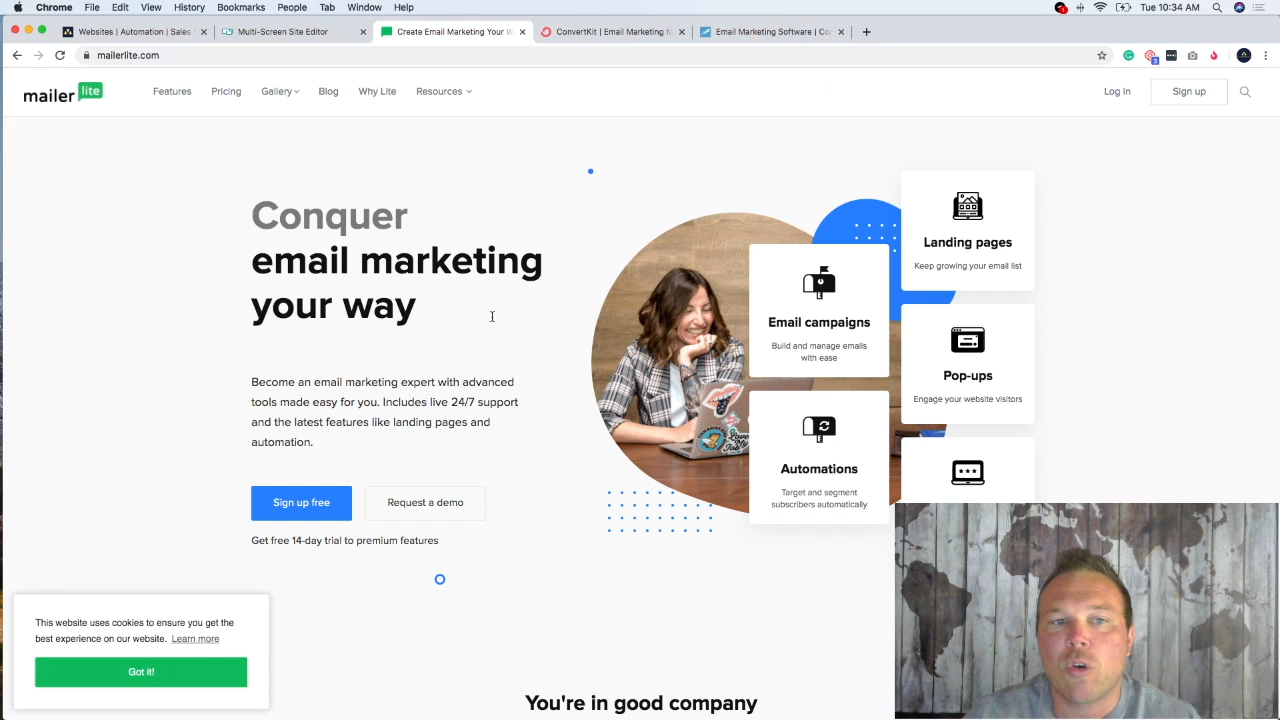 Chrome File Edit View History Bookmarks People Tab Window Help
Tue 10:34 AM
Websites | Automation | Sales
Multi-Screen Site Editor
Create Email Marketing Your W
ConvertKit | Email Marketing fo
Email Marketing Software | Co
mailerlite.com
3
mailer lite
Features Pricing Gallery Blog Why Lite Resources
Log In Sign up
Conquer
email marketing
your way
Become an email marketing expert with advanced
tools made easy for you. Includes live 24/7 support
and the latest features like landing pages and
automation.
Sign up free
Request a demo
Get free 14-day trial to premium features
Email campaigns
Build and manage emails
with ease
Automations
Target and segment
subscribers automatically
Landing pages
Keep growing your email list
Pop-ups
Engage your website visitors
This website uses cookies to ensure you get the
best experience on our website. Learn more
Got it!
You're in good company